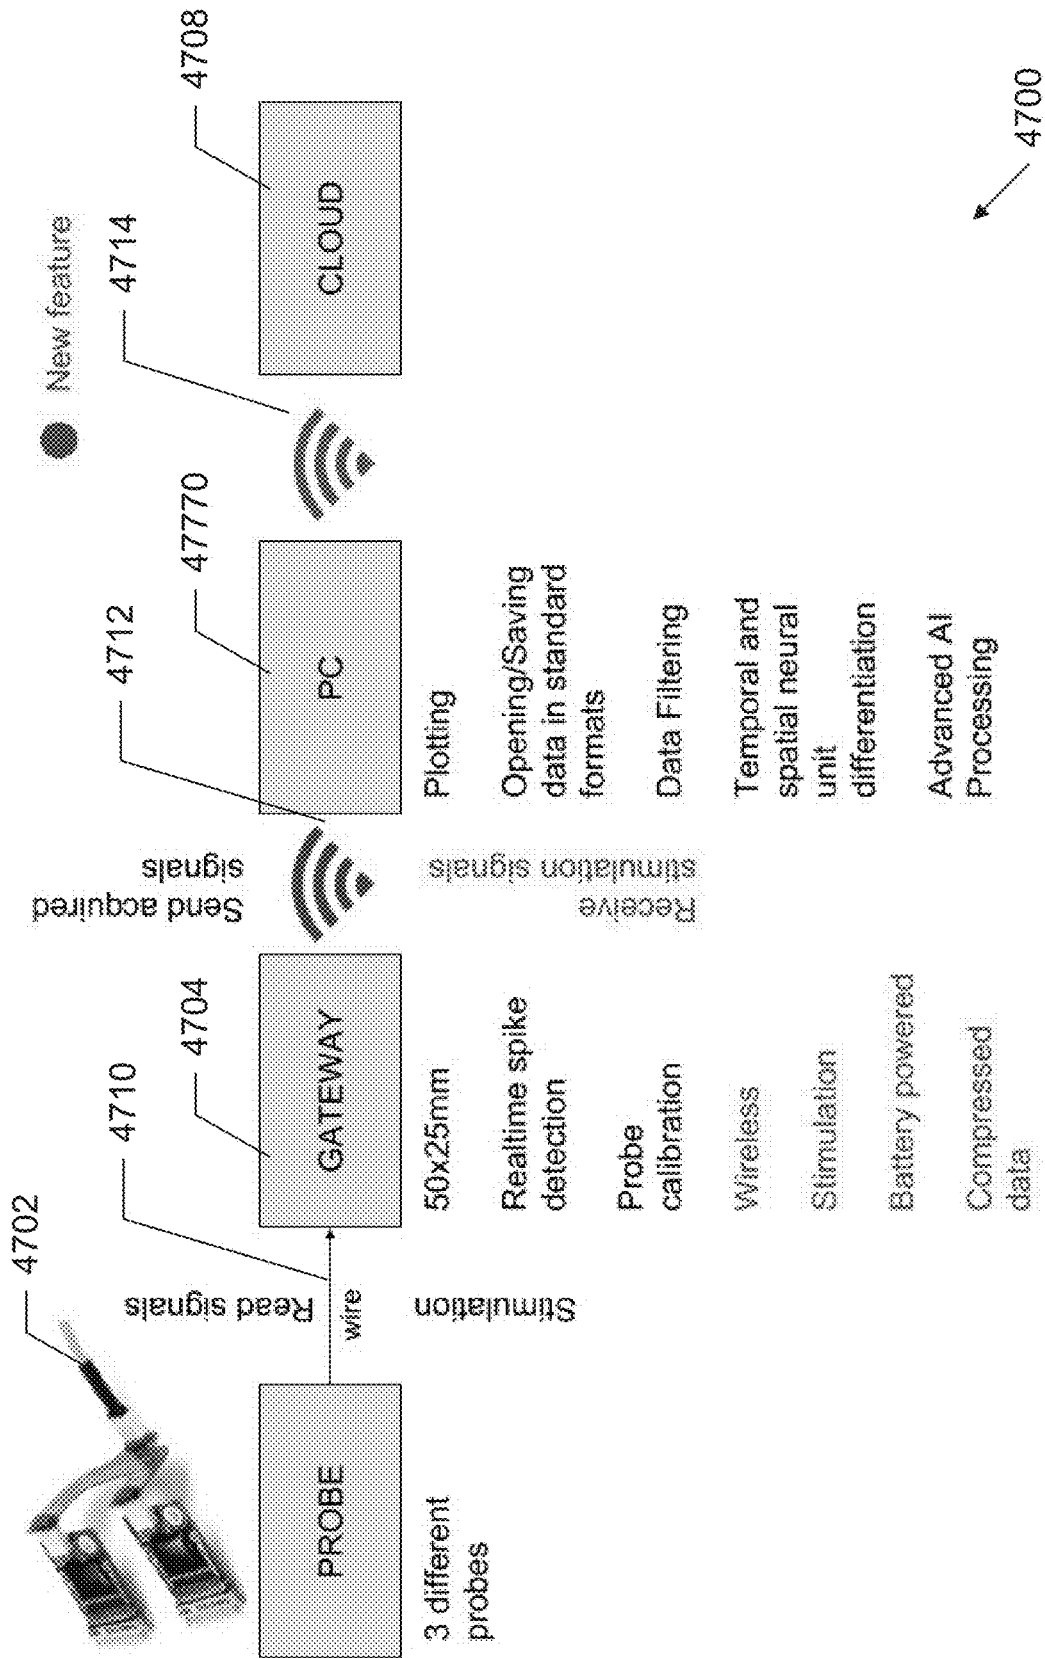 4702
4710
4704
4712
47770
4714
4708
New feature
PROBE
Read signals
wire
Stimulation
GATEWAY
Send acquired
signals
Receive
stimulation signals
PC
CLOUD
3 different
probes
50x25mm
Realtime spike
detection
Probe
calibration
Wireless
Stimulation
Battery powered
Compressed
data
Plotting
Opening/Saving
data in standard
formats
Data Filtering
Temporal and
spatial neural
unit
differentiation
Advanced AI
Processing
4700